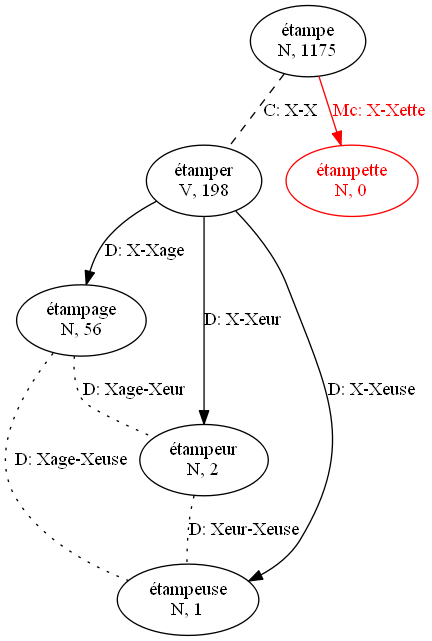 étampe
N, 1175
C: X-X
Mc: X-Xette
étamper
V, 198
étampette
N, 0
D: X-Xage
étampage
N, 56
D: X-Xeur
D: Xage-Xeur
D: X-Xeuse
étampeur
N, 2
D: Xage-Xeuse
D: Xeur-Xeuse
étampeuse
N, 1